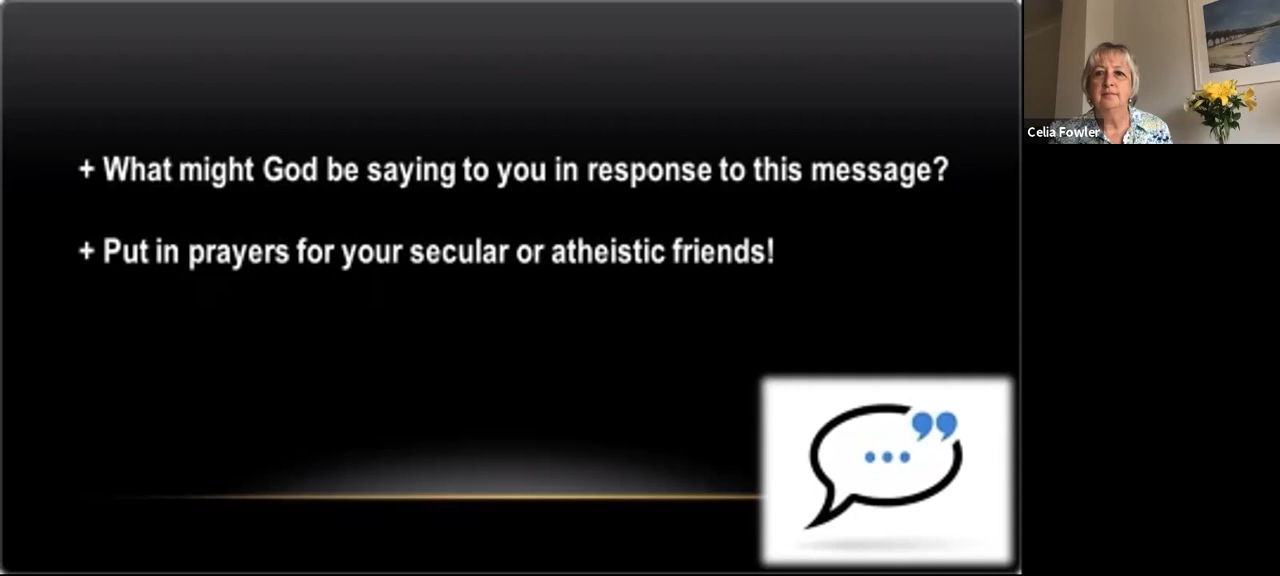 + What might God be saying to you in response to this message?
+ Put in prayers for your secular or atheistic friends!
Celia Fowler